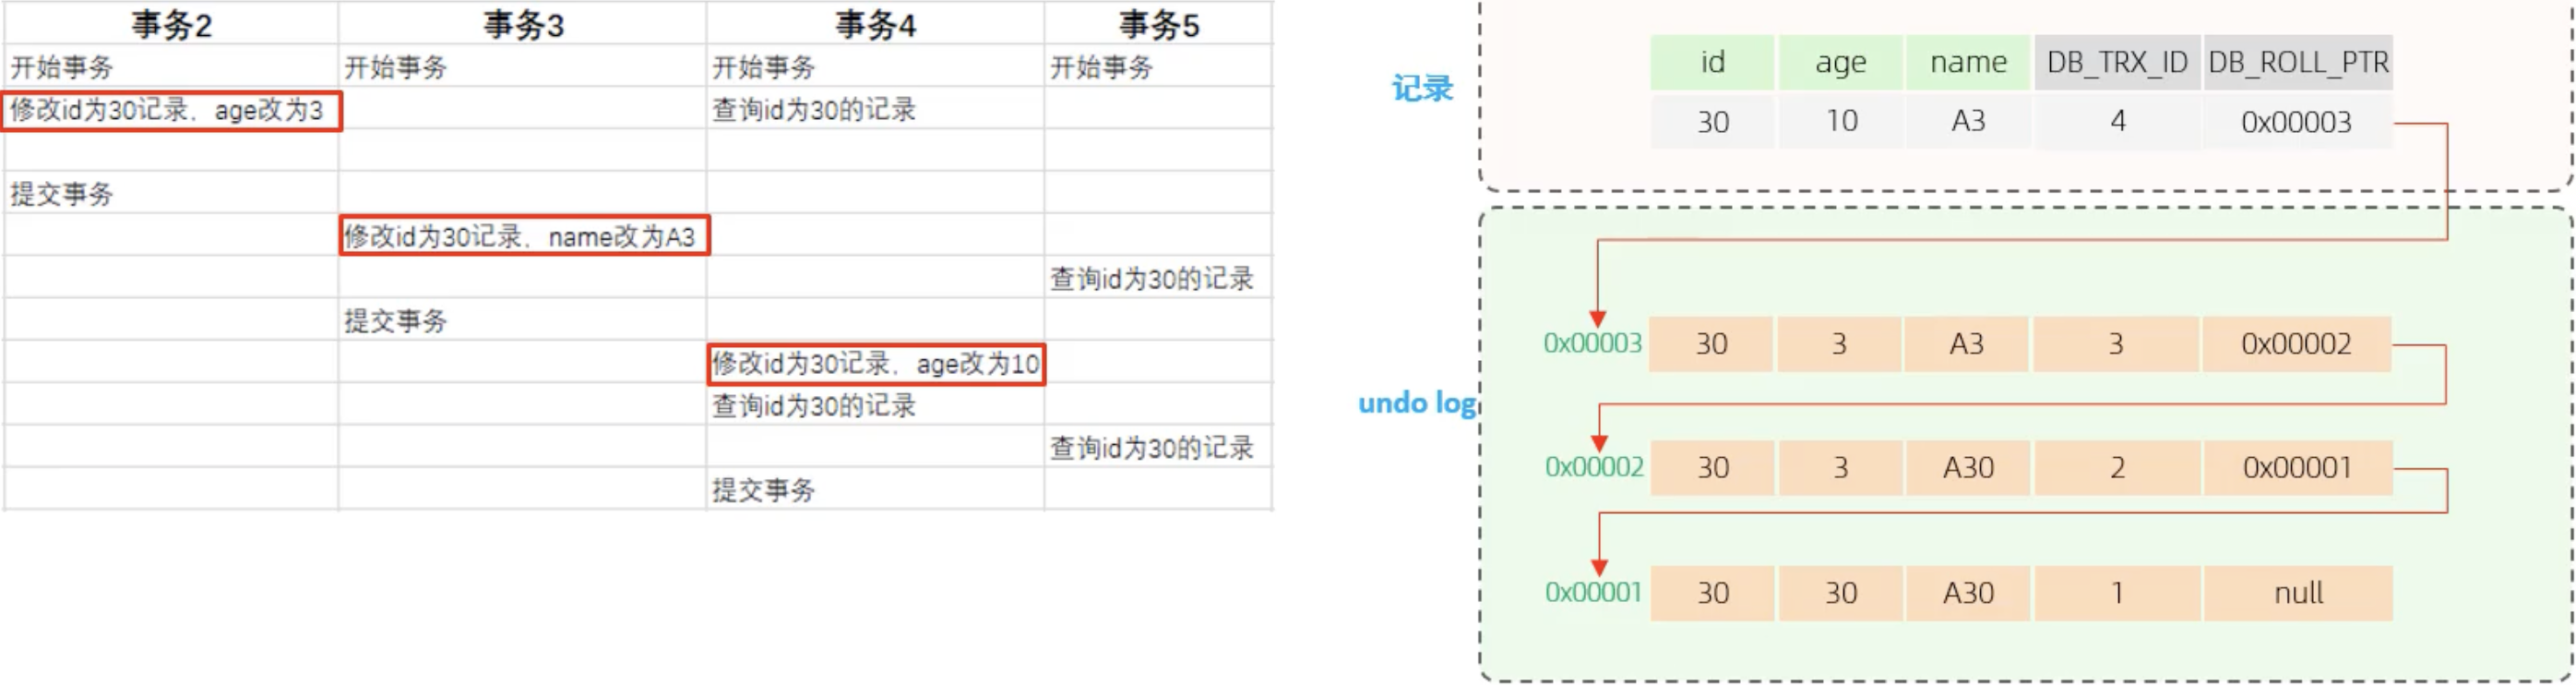 事务2 事务3 事务4 事务5
开始事务 开始事务 开始事务 开始事务
修改id为30记录，age改为3 查询id为30的记录
提交事务
修改id为30记录，name改为A3
查询id为30的记录
提交事务
修改id为30记录，age改为10
查询id为30的记录
查询id为30的记录
提交事务
记录
id age name DB_TRX_ID DB_ROLL_PTR
30 10 A3 4 0x00003
undo log
0x00003 30 3 A3 3 0x00002
0x00002 30 3 A30 2 0x00001
0x00001 30 30 A30 1 null